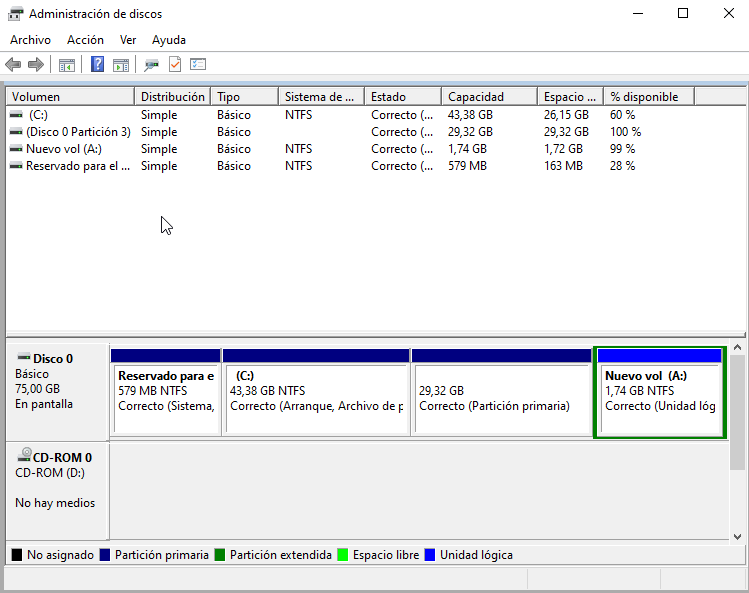 Administración de discos
Archivo Acción Ver Ayuda
Volumen Distribución Tipo Sistema de ... Estado Capacidad Espacio ... % disponible
(C:) Simple Básico NTFS Correcto (... 43,38 GB 26,15 GB 60 %
(Disco 0 Partición 3) Simple Básico Correcto (... 29,32 GB 29,32 GB 100 %
Nuevo vol (A:) Simple Básico NTFS Correcto (... 1,74 GB 1,72 GB 99 %
Reservado para el ... Simple Básico NTFS Correcto (... 579 MB 163 MB 28 %
Disco 0
Básico
75,00 GB
En pantalla
Reservado para e
579 MB NTFS
Correcto (Sistema,
(C:)
43,38 GB NTFS
Correcto (Arranque, Archivo de p
29,32 GB
Correcto (Partición primaria)
Nuevo vol (A:)
1,74 GB NTFS
Correcto (Unidad lóg
CD-ROM 0
CD-ROM (D:)
No hay medios
No asignado Partición primaria Partición extendida Espacio libre Unidad lógica